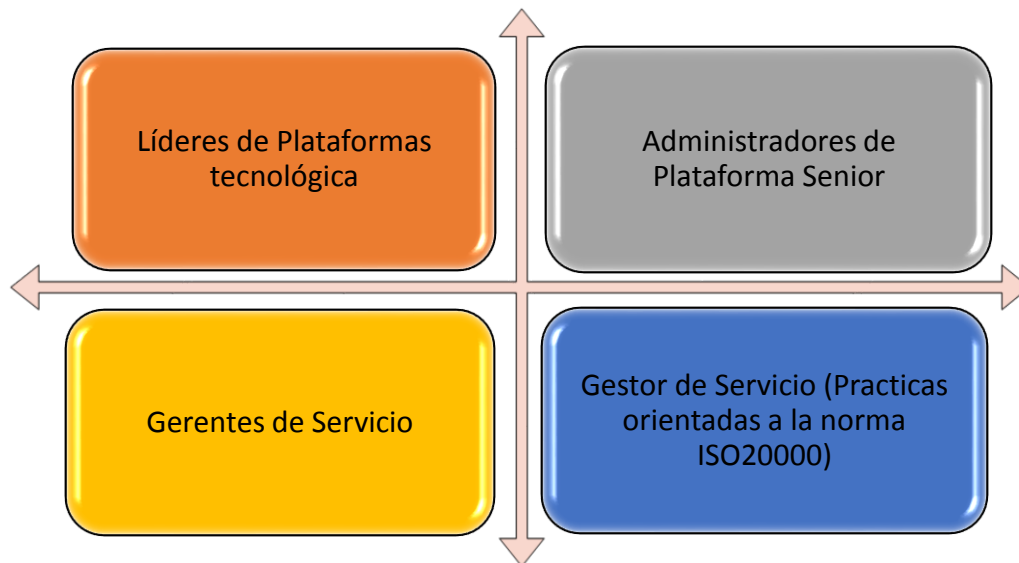 Líderes de Plataformas
tecnológica
Administradores de
Plataforma Senior
Gerentes de Servicio
Gestor de Servicio (Practicas
orientadas a la norma
ISO20000)